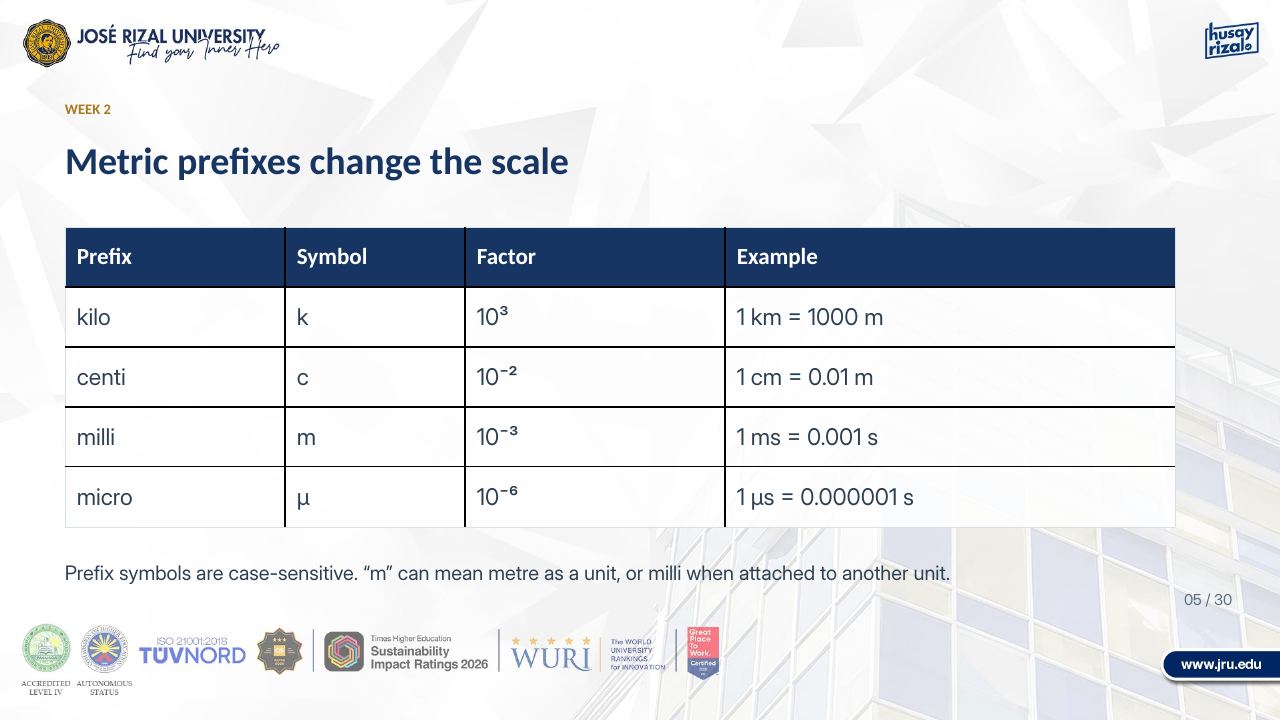 JOSÉ RIZAL UNIVERSITY
Find your Inner Hero
husay
rizal
WEEK 2
Metric prefixes change the scale
Prefix Symbol Factor Example
kilo k 10³ 1 km = 1000 m
centi c 10⁻² 1 cm = 0.01 m
milli m 10⁻³ 1 ms = 0.001 s
micro µ 10⁻⁶ 1 µs = 0.000001 s
Prefix symbols are case-sensitive. “m” can mean metre as a unit, or milli when attached to another unit.
05 / 30
ACCREDITED
LEVEL IV
AUTONOMOUS
STATUS
ISO 21001:2018
TÜVNORD
Times Higher Education
Sustainability
Impact Ratings 2026
WURI
The WORLD
UNIVERSITY
RANKINGS
for INNOVATION
Great
Place
To
Work.
Certified
www.jru.edu